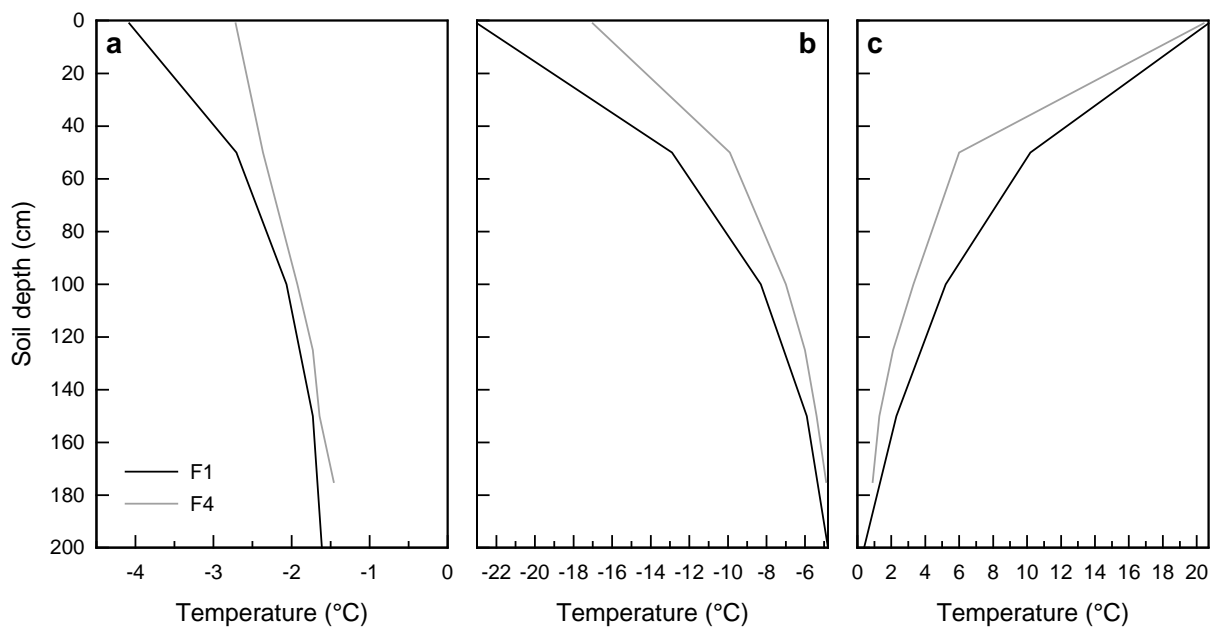 a
b
c
0
20
40
60
80
100
120
140
160
180
200
Soil depth (cm)
F1
F4
-4 -3 -2 -1 0
-22 -20 -18 -16 -14 -12 -10 -8 -6
0 2 4 6 8 10 12 14 16 18 20
Temperature (°C)
Temperature (°C)
Temperature (°C)